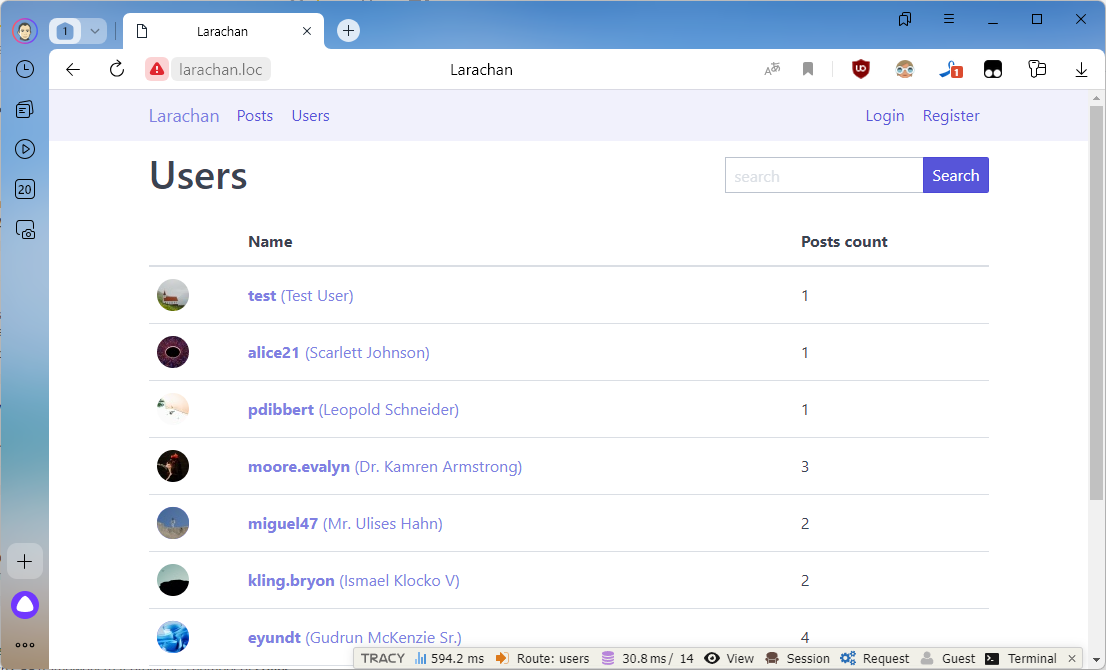 1
Larachan
larachan.loc
Larachan
1
20
Larachan Posts Users Login Register
Users
search
Search
Name Posts count
test (Test User) 1
alice21 (Scarlett Johnson) 1
pdibbert (Leopold Schneider) 1
moore.evalyn (Dr. Kamren Armstrong) 3
miguel47 (Mr. Ulises Hahn) 2
kling.bryon (Ismael Klocko V) 2
eyundt (Gudrun McKenzie Sr.) 4
TRACY 594.2 ms Route: users 30.8 ms / 14 View Session Request Guest Terminal ×